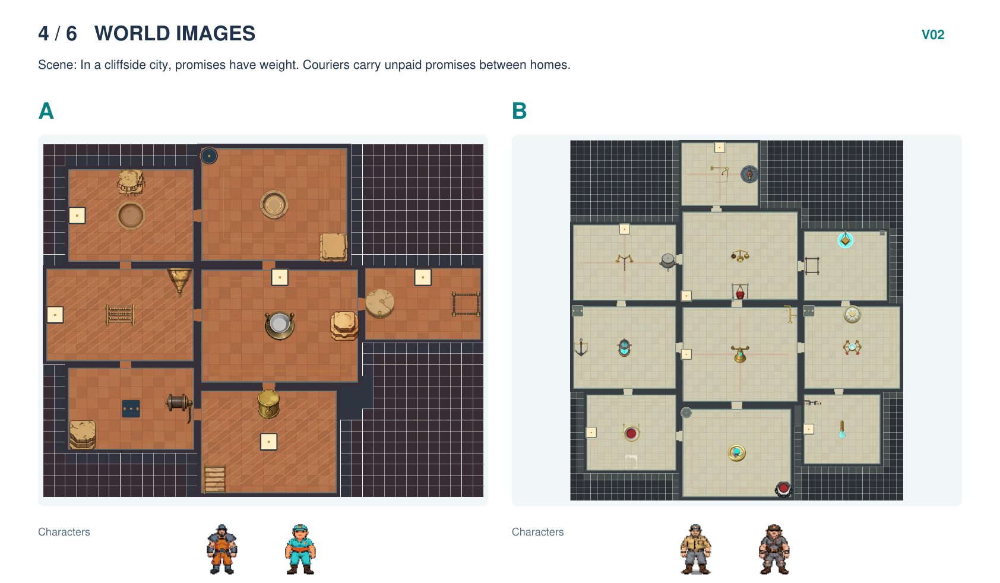 4 / 6 WORLD IMAGES
V02
Scene: In a cliffside city, promises have weight. Couriers carry unpaid promises between homes.
A
B
Characters
Characters